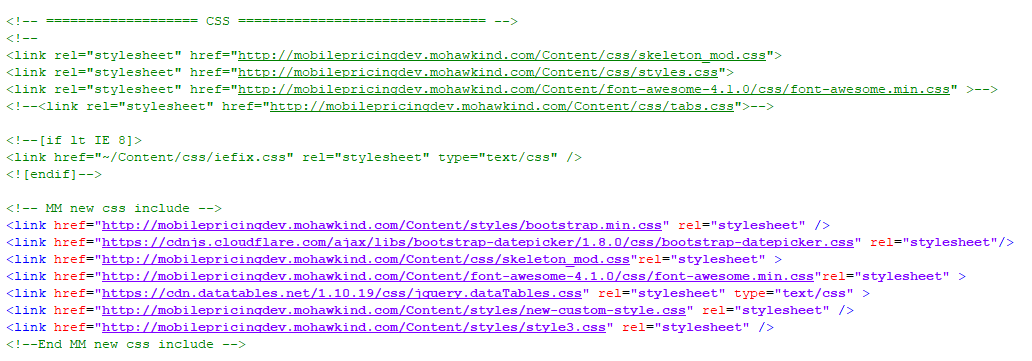 <!-- =================== CSS =============================== -->
<!--
<link rel="stylesheet" href="http://mobilepricingdev.mohawkind.com/Content/css/skeleton_mod.css">
<link rel="stylesheet" href="http://mobilepricingdev.mohawkind.com/Content/css/styles.css">
<link rel="stylesheet" href="http://mobilepricingdev.mohawkind.com/Content/font-awesome-4.1.0/css/font-awesome.min.css" >-->
<!--<link rel="stylesheet" href="http://mobilepricingdev.mohawkind.com/Content/css/tabs.css">-->
<!--[if lt IE 8]>
<link href="~/Content/css/iefix.css" rel="stylesheet" type="text/css" />
<![endif]-->
<!-- MM new css include -->
<link href="http://mobilepricingdev.mohawkind.com/Content/styles/bootstrap.min.css" rel="stylesheet" />
<link href="https://cdnjs.cloudflare.com/ajax/libs/bootstrap-datepicker/1.8.0/css/bootstrap-datepicker.css" rel="stylesheet"/>
<link href="http://mobilepricingdev.mohawkind.com/Content/css/skeleton_mod.css"rel="stylesheet" >
<link href="http://mobilepricingdev.mohawkind.com/Content/font-awesome-4.1.0/css/font-awesome.min.css"rel="stylesheet" >
<link href="https://cdn.datatables.net/1.10.19/css/jquery.dataTables.css" rel="stylesheet" type="text/css" >
<link href="http://mobilepricingdev.mohawkind.com/Content/styles/new-custom-style.css" rel="stylesheet" />
<link href="http://mobilepricingdev.mohawkind.com/Content/styles/style3.css" rel="stylesheet" />
<!--End MM new css include -->